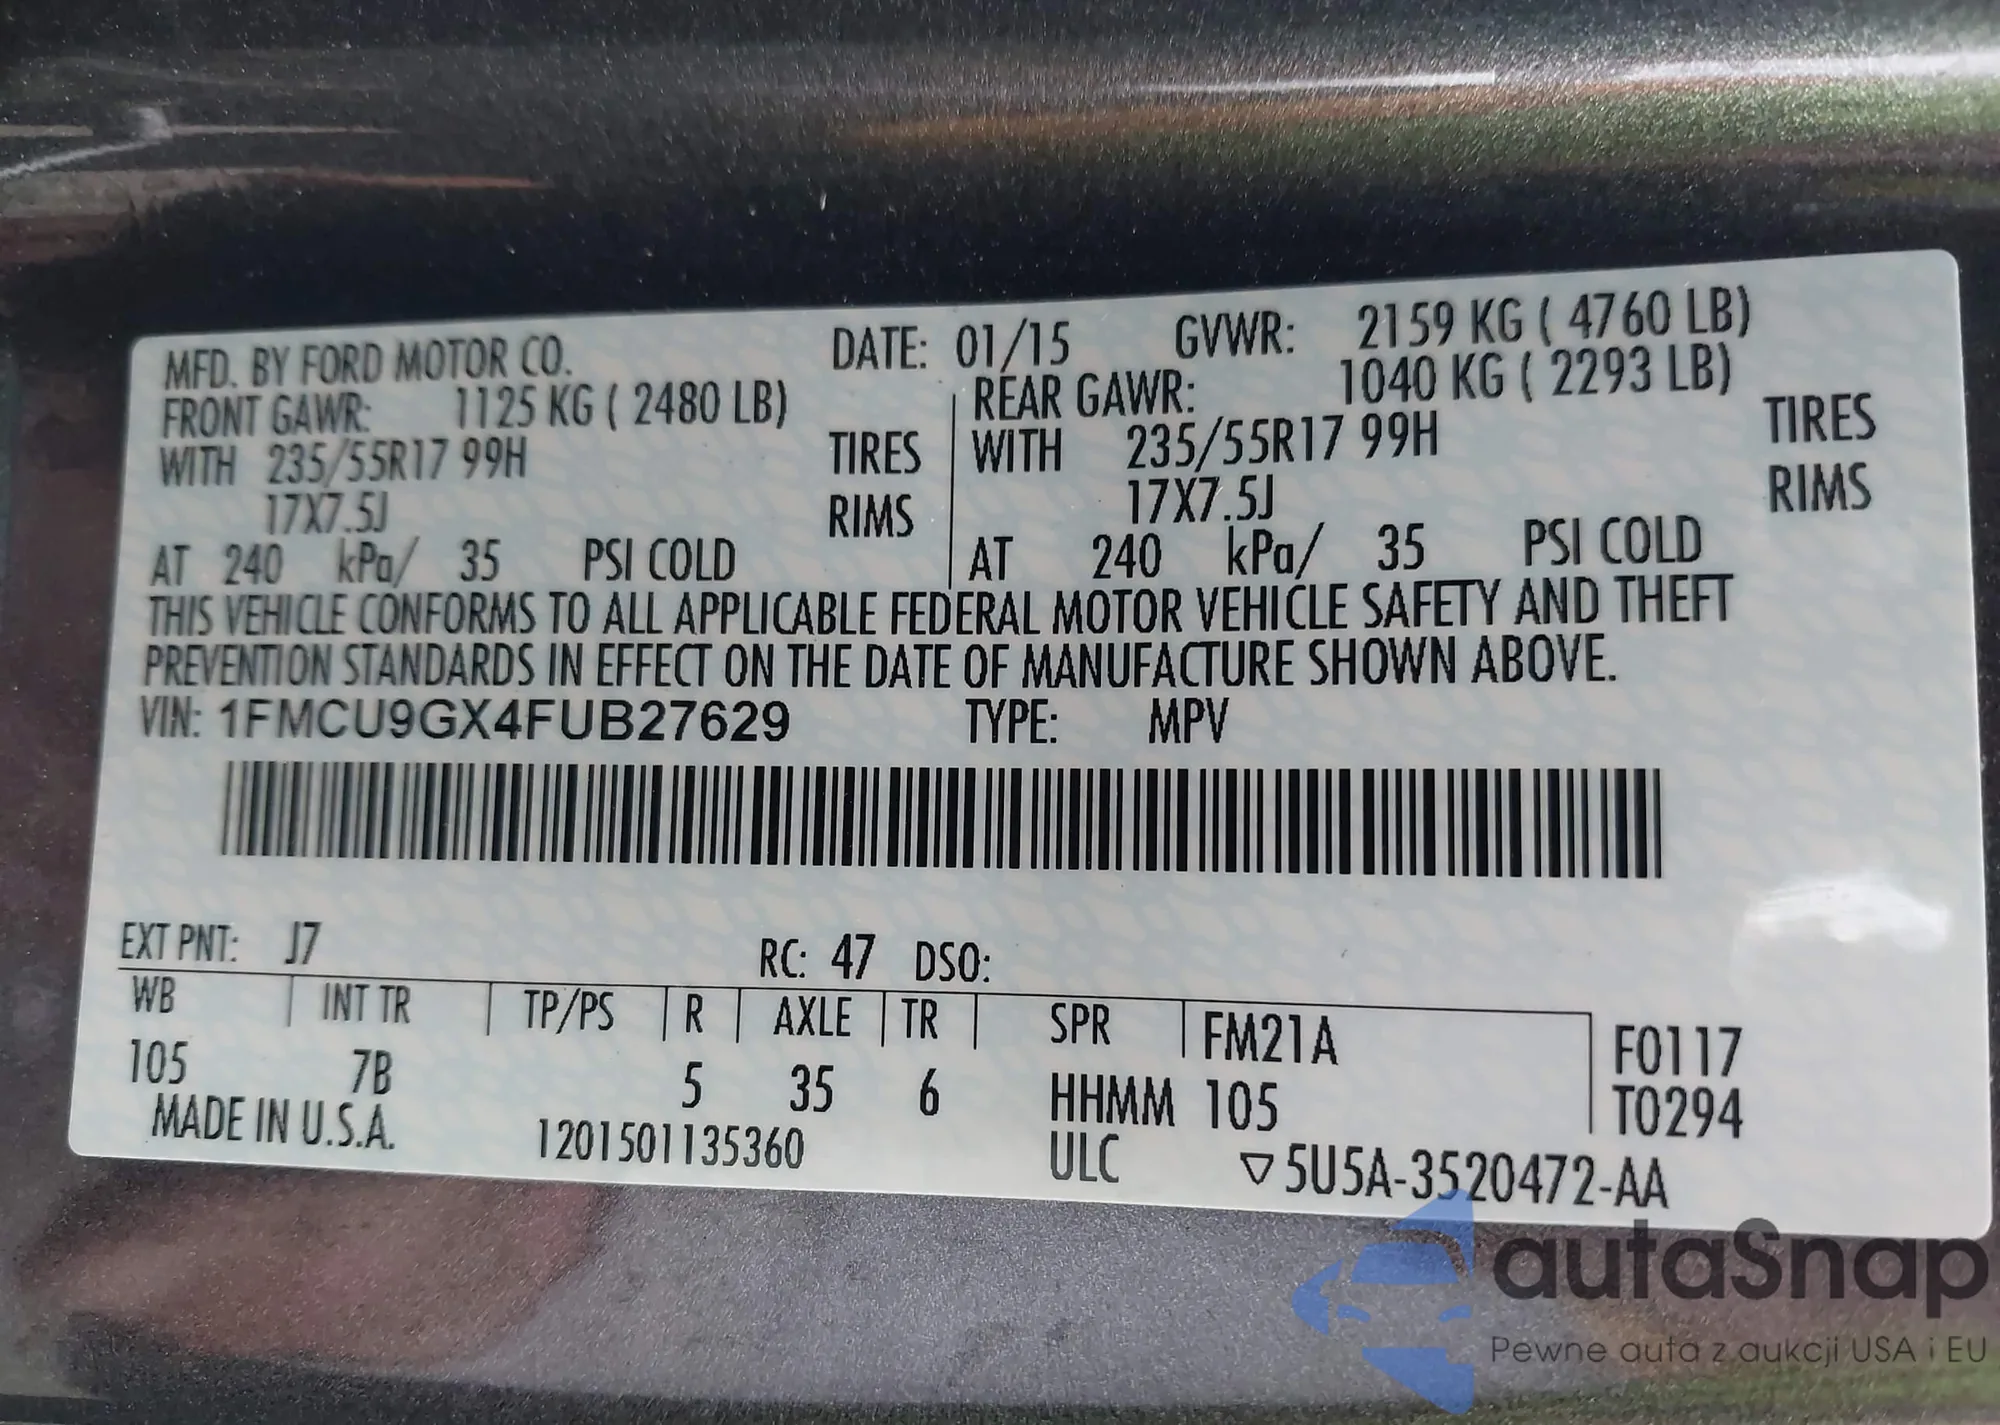 MFD. BY FORD MOTOR CO. DATE: 01/15 GVWR: 2159 KG ( 4760 LB)
FRONT GAWR: 1125 KG ( 2480 LB) REAR GAWR: 1040 KG ( 2293 LB)
WITH 235/55R17 99H TIRES WITH 235/55R17 99H TIRES
17X7.5J RIMS 17X7.5J RIMS
AT 240 kPa/ 35 PSI COLD AT 240 kPa/ 35 PSI COLD
THIS VEHICLE CONFORMS TO ALL APPLICABLE FEDERAL MOTOR VEHICLE SAFETY AND THEFT
PREVENTION STANDARDS IN EFFECT ON THE DATE OF MANUFACTURE SHOWN ABOVE.
VIN: 1FMCU9GX4FUB27629 TYPE: MPV
EXT PNT: J7 RC: 47 DSO:
WB INT TR TP/PS R AXLE TR SPR FM21A F0117
105 7B 5 35 6 HHMM 105 T0294
MADE IN U.S.A. 1201501135360 ULC ▽5U5A-3520472-AA
autaSnap
Pewne auta z aukcji USA i EU